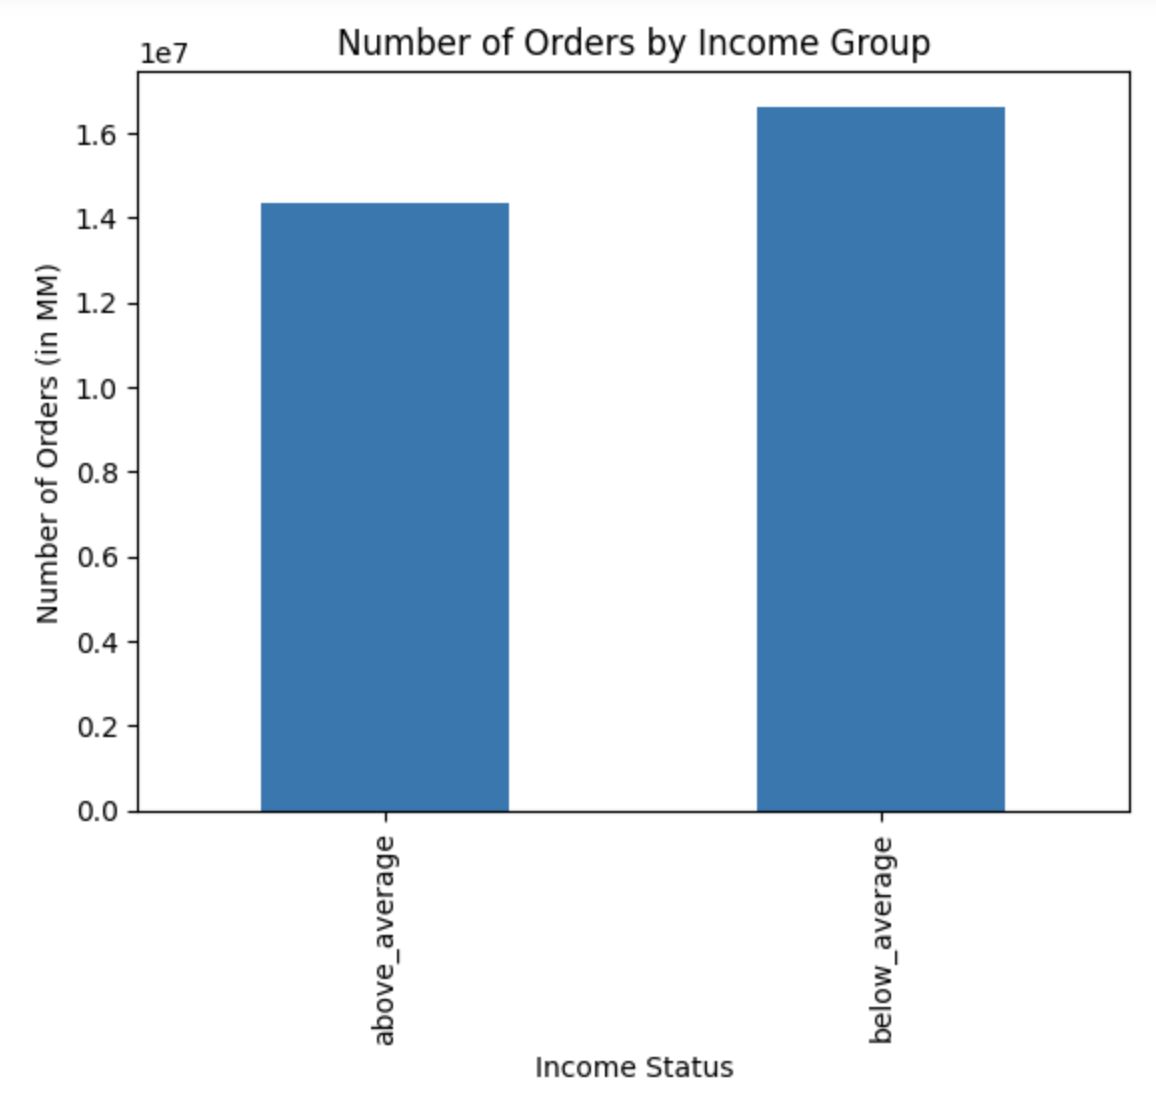 Number of Orders by Income Group
1e7
Number of Orders (in MM)
1.6
1.4
1.2
1.0
0.8
0.6
0.4
0.2
0.0
above_average
below_average
Income Status